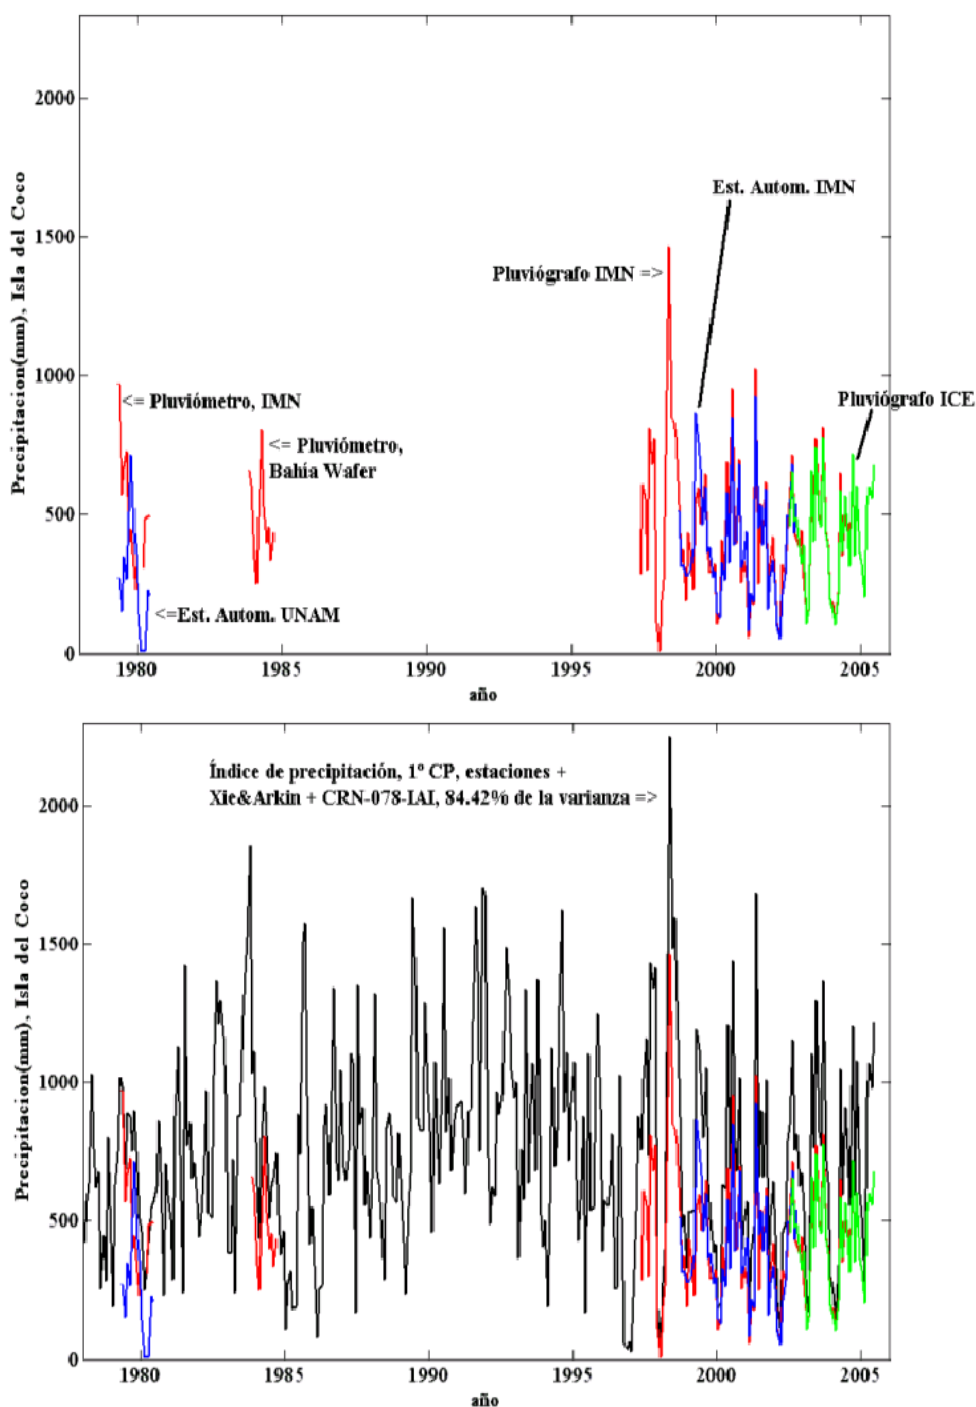 Precipitacion(mm), Isla del Coco
2000
1500
1000
500
0
Est. Autom. IMN
Pluviógrafo IMN =>
<= Pluviómetro, IMN
<= Pluviómetro,
Bahía Wafer
Pluviógrafo ICE
<=Est. Autom. UNAM
1980 1985 1990 1995 2000 2005
año
Precipitacion(mm), Isla del Coco
2000
1500
1000
500
0
Índice de precipitación, 1º CP, estaciones +
Xie&Arkin + CRN-078-IAI, 84.42% de la varianza =>
1980 1985 1990 1995 2000 2005
año